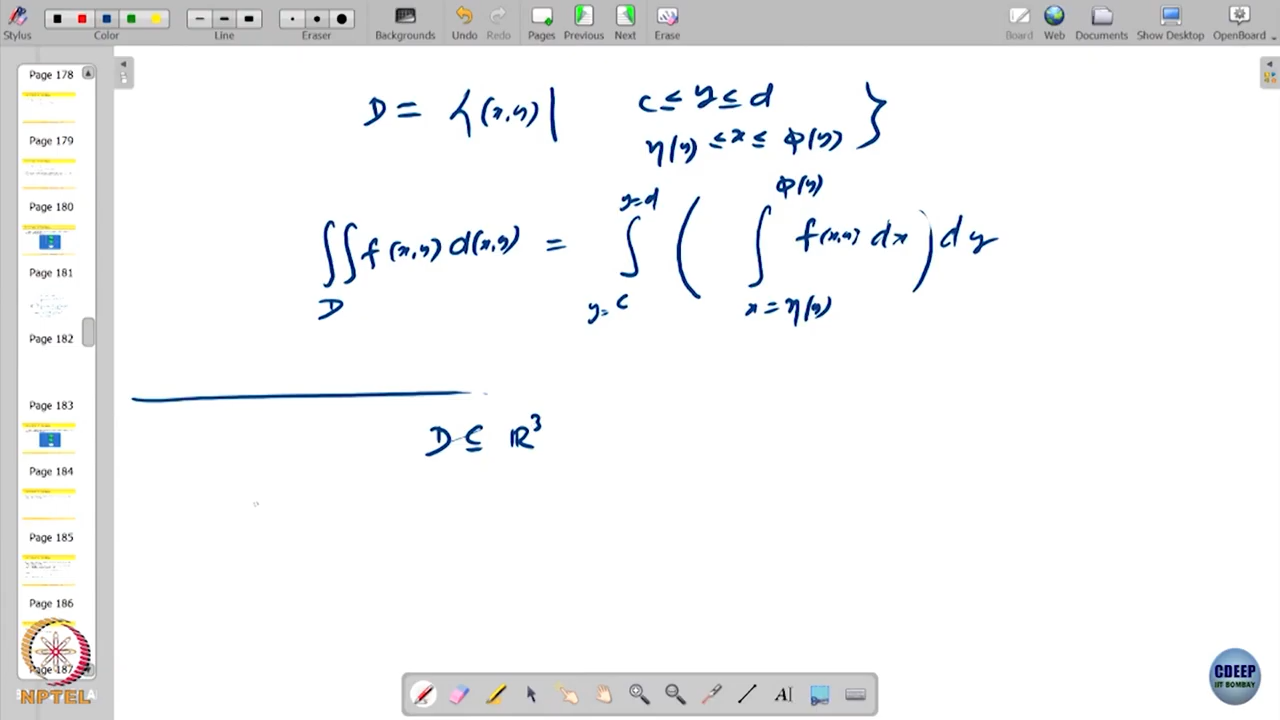 Stylus Color Line Eraser Backgrounds Undo Redo Pages Previous Next Erase Board Web Documents Show Desktop OpenBoard
Page 178
Page 179
Page 180
Page 181
Page 182
Page 183
Page 184
Page 185
Page 186
Page 187
D = {(x,y) | c ≤ y ≤ d
η(y) ≤ x ≤ φ(y) }
∬_D f(x,y) d(x,y) = ∫_{y=c}^{y=d} ( ∫_{x=η(y)}^{φ(y)} f(x,y) dx ) dy
D ⊆ ℝ³
NPTEL
CDEEP
IIT BOMBAY